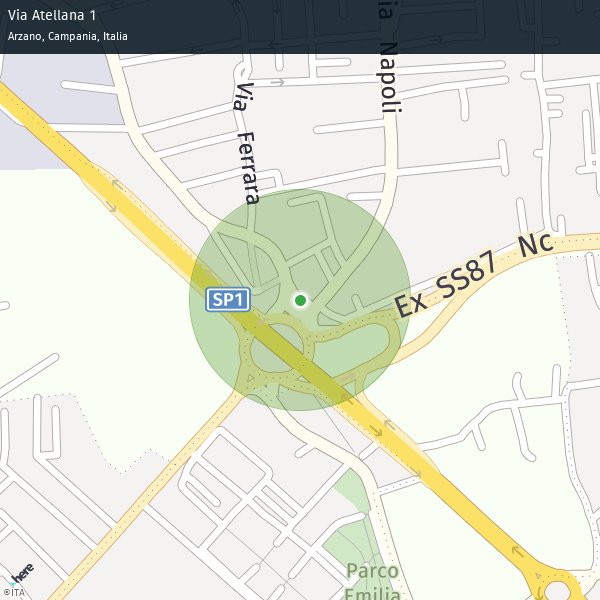 Via Atellana 1
Arzano, Campania, Italia
Via Napoli
Via Ferrara
Ex SS87 Nc
SP1
Parco
Emilia
here
©ITA